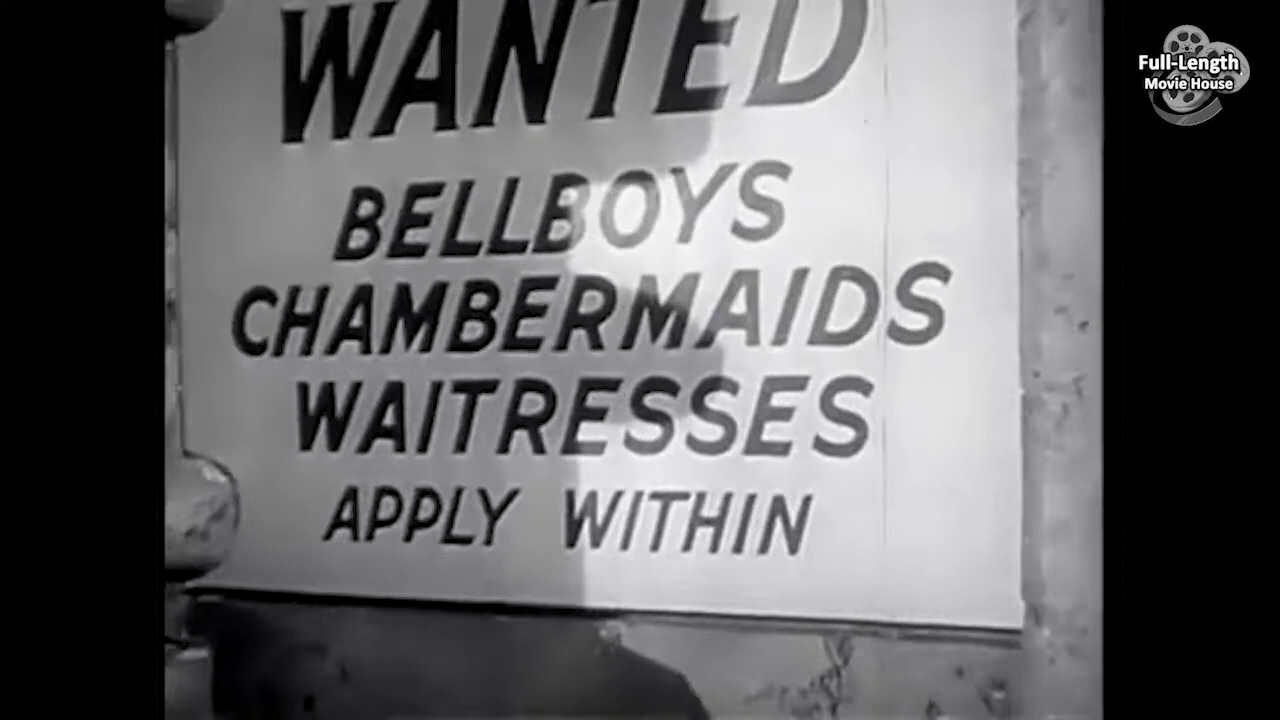 WANTED
BELLBOYS
CHAMBERMAIDS
WAITRESSES
APPLY WITHIN
Full-Length
Movie House